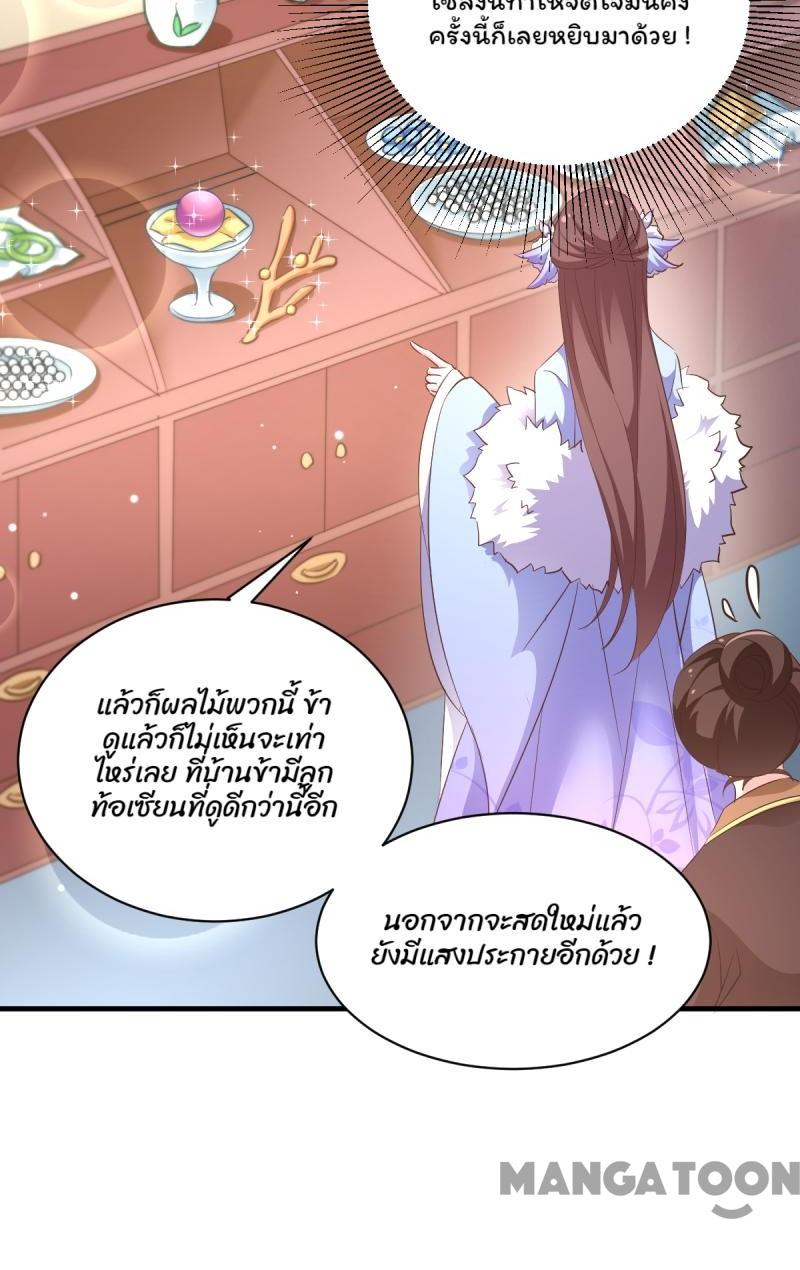 ครั้งนี้ก็เลยหยิบมาด้วย !
แล้วก็ผลไม้พวกนี้ ข้า
ดูแล้วก็ไม่เห็นจะเท่า
ไหร่เลย ที่บ้านข้ามีลูก
ท้อเซียนที่ดูดีกว่านี้อีก
นอกจากจะสดใหม่แล้ว
ยังมีแสงประกายอีกด้วย !
MANGATOON